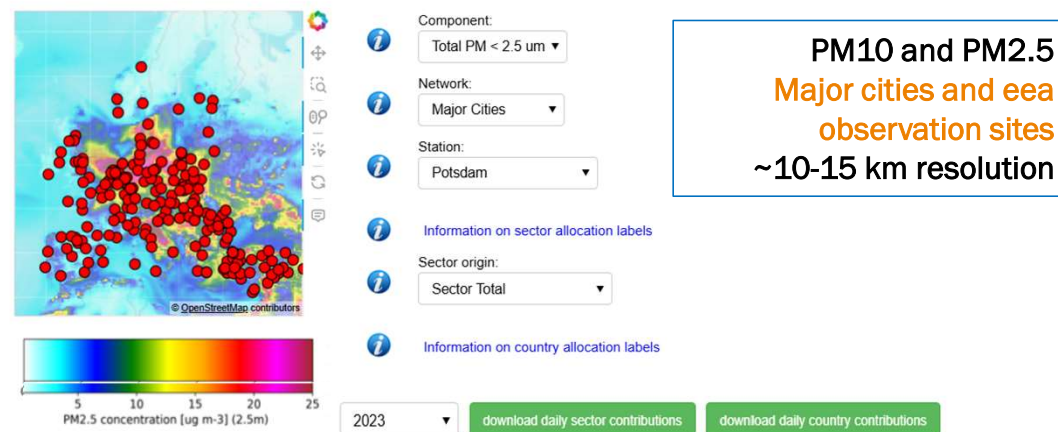 Component:
Total PM < 2.5 um
Network:
Major Cities
Station:
Potsdam
Information on sector allocation labels
Sector origin:
Sector Total
Information on country allocation labels
PM10 and PM2.5
Major cities and eea
observation sites
~10-15 km resolution
© OpenStreetMap contributors
5 10 15 20 25
PM2.5 concentration [ug m-3] (2.5m)
2023
download daily sector contributions
download daily country contributions